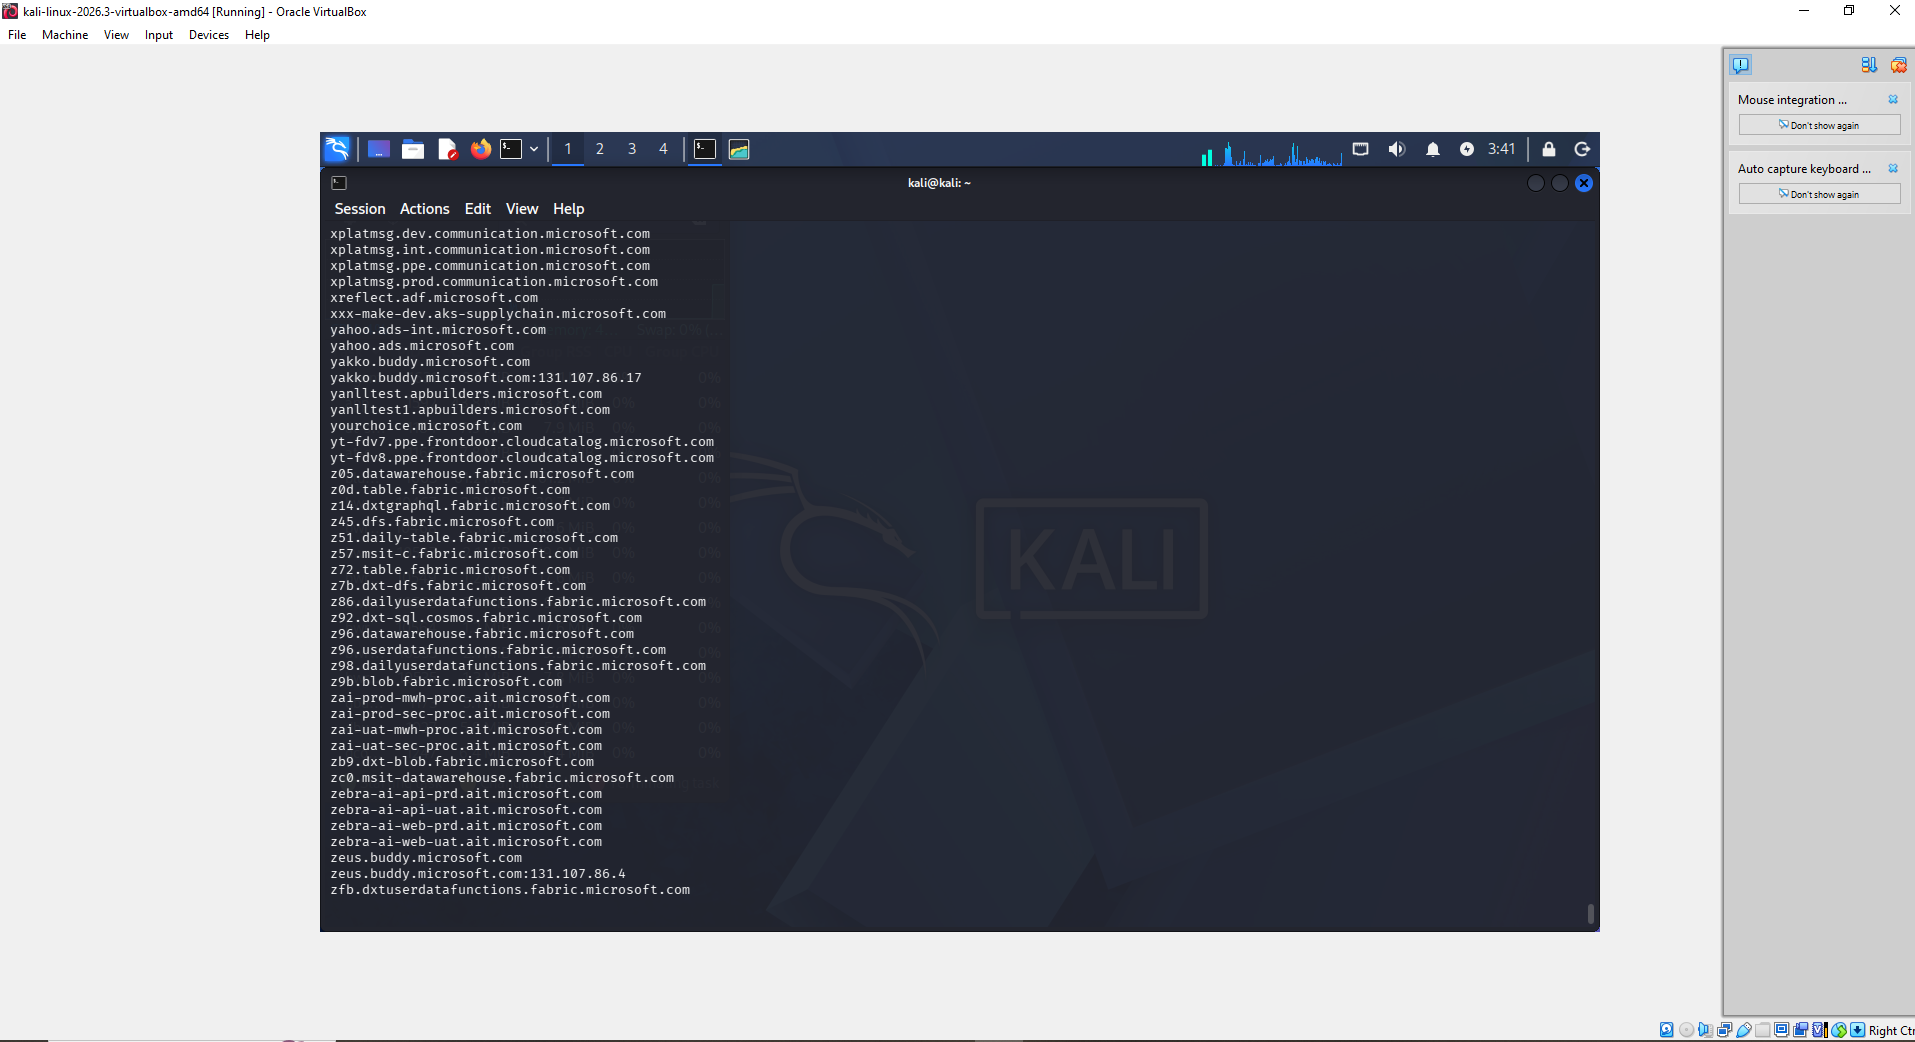 kali-linux-2026.3-virtualbox-amd64 [Running] - Oracle VirtualBox
File Machine View Input Devices Help
Mouse integration ...
Don't show again
Auto capture keyboard ...
Don't show again
1 2 3 4
3:41
kali@kali: ~
Session Actions Edit View Help
xplatmsg.dev.communication.microsoft.com
xplatmsg.int.communication.microsoft.com
xplatmsg.ppe.communication.microsoft.com
xplatmsg.prod.communication.microsoft.com
xreflect.adf.microsoft.com
xxx-make-dev.aks-supplychain.microsoft.com
yahoo.ads-int.microsoft.com
yahoo.ads.microsoft.com
yakko.buddy.microsoft.com
yakko.buddy.microsoft.com:131.107.86.17
yanlltest.apbuilders.microsoft.com
yanlltest1.apbuilders.microsoft.com
yourchoice.microsoft.com
yt-fdv7.ppe.frontdoor.cloudcatalog.microsoft.com
yt-fdv8.ppe.frontdoor.cloudcatalog.microsoft.com
z05.datawarehouse.fabric.microsoft.com
z0d.table.fabric.microsoft.com
z14.dxtgraphql.fabric.microsoft.com
z45.dfs.fabric.microsoft.com
z51.daily-table.fabric.microsoft.com
z57.msit-c.fabric.microsoft.com
z72.table.fabric.microsoft.com
z7b.dxt-dfs.fabric.microsoft.com
z86.dailyuserdatafunctions.fabric.microsoft.com
z92.dxt-sql.cosmos.fabric.microsoft.com
z96.datawarehouse.fabric.microsoft.com
z96.userdatafunctions.fabric.microsoft.com
z98.dailyuserdatafunctions.fabric.microsoft.com
z9b.blob.fabric.microsoft.com
zai-prod-mwh-proc.ait.microsoft.com
zai-prod-sec-proc.ait.microsoft.com
zai-uat-mwh-proc.ait.microsoft.com
zai-uat-sec-proc.ait.microsoft.com
zb9.dxt-blob.fabric.microsoft.com
zc0.msit-datawarehouse.fabric.microsoft.com
zebra-ai-api-prd.ait.microsoft.com
zebra-ai-api-uat.ait.microsoft.com
zebra-ai-web-prd.ait.microsoft.com
zebra-ai-web-uat.ait.microsoft.com
zeus.buddy.microsoft.com
zeus.buddy.microsoft.com:131.107.86.4
zfb.dxtuserdatafunctions.fabric.microsoft.com
KALI
Right Ctr